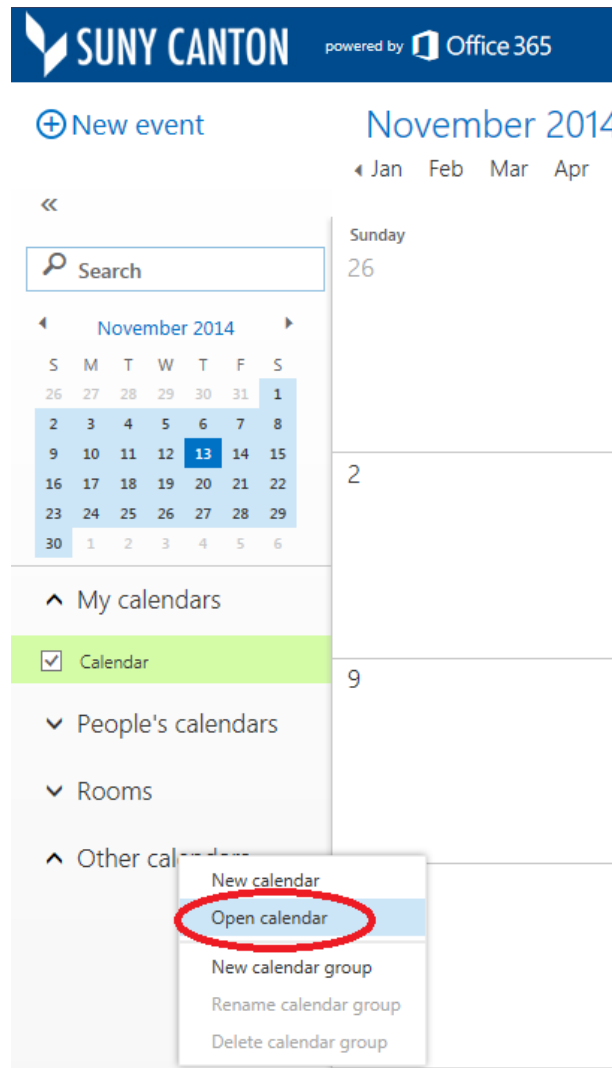 SUNY CANTON powered by Office 365
New event
November 2014
Jan Feb Mar Apr
Search
November 2014
S M T W T F S
26 27 28 29 30 31 1
2 3 4 5 6 7 8
9 10 11 12 13 14 15
16 17 18 19 20 21 22
23 24 25 26 27 28 29
30 1 2 3 4 5 6
My calendars
Calendar
People's calendars
Rooms
Other
New calendar
Open calendar
New calendar group
Rename calendar group
Delete calendar group
Sunday
26
2
9